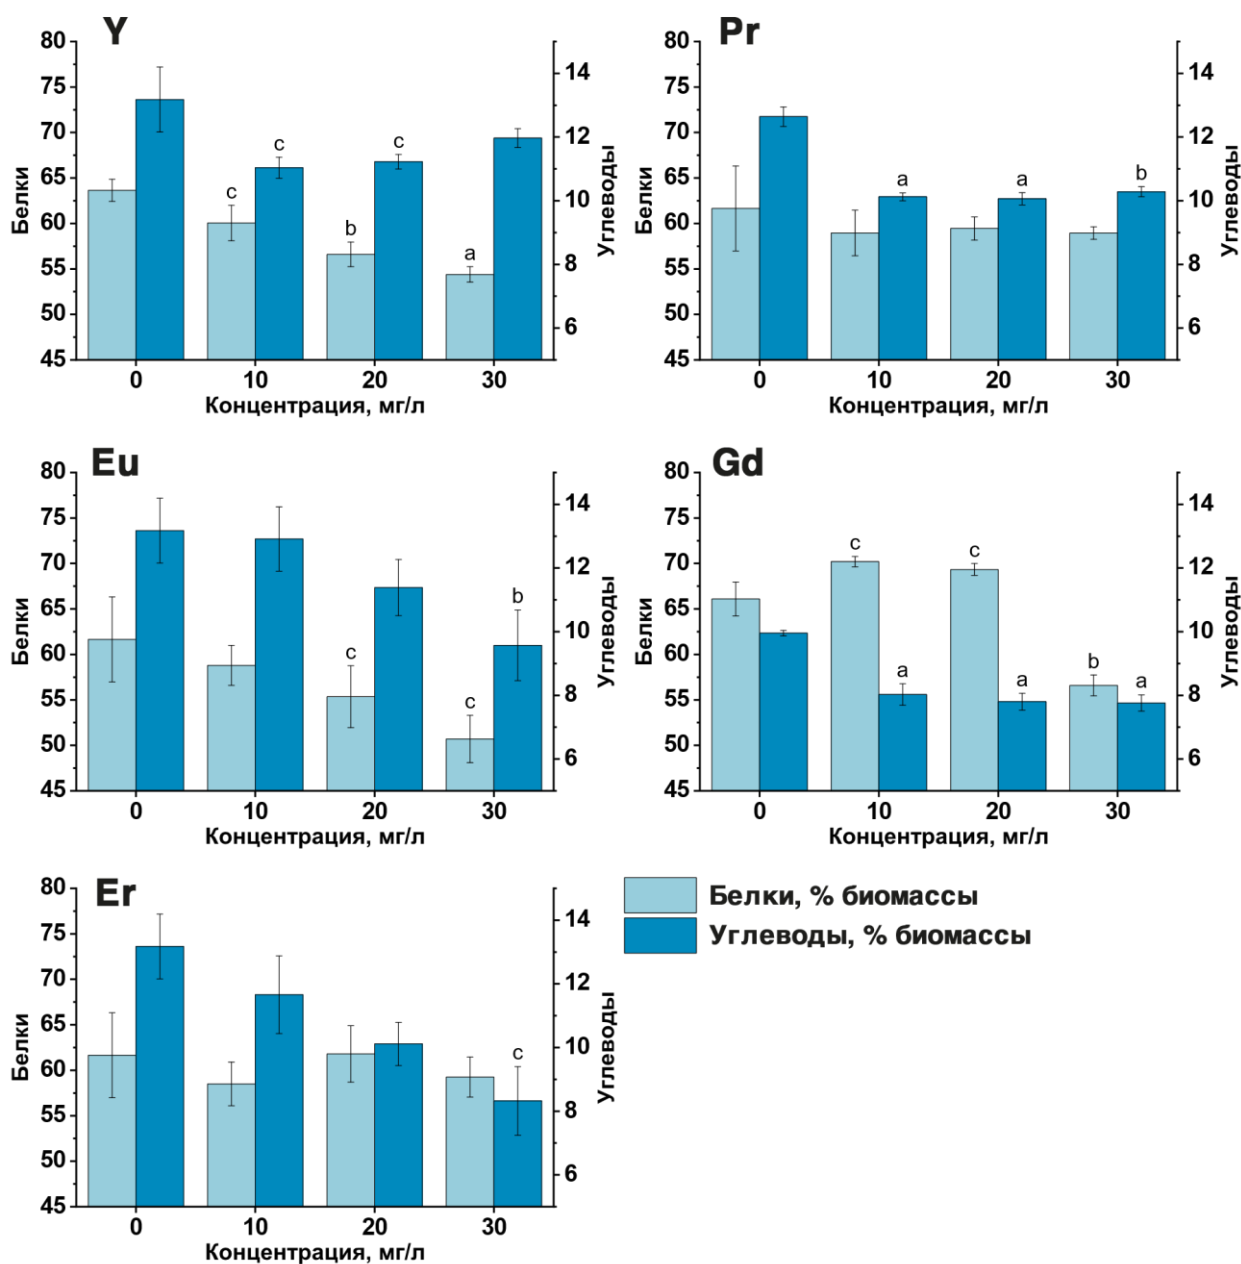 Y
Белки
80
75
70
65
60
55
50
45
14
12
10
8
6
Углеводы
c
c
c
b
a
0 10 20 30
Концентрация, мг/л
Pr
Белки
80
75
70
65
60
55
50
45
14
12
10
8
6
Углеводы
a
a
b
0 10 20 30
Концентрация, мг/л
Eu
Белки
80
75
70
65
60
55
50
45
14
12
10
8
6
Углеводы
c
c
b
0 10 20 30
Концентрация, мг/л
Gd
Белки
80
75
70
65
60
55
50
45
14
12
10
8
6
Углеводы
c
a
c
a
b
a
0 10 20 30
Концентрация, мг/л
Er
Белки
80
75
70
65
60
55
50
45
14
12
10
8
6
Углеводы
c
0 10 20 30
Концентрация, мг/л
Белки, % биомассы
Углеводы, % биомассы